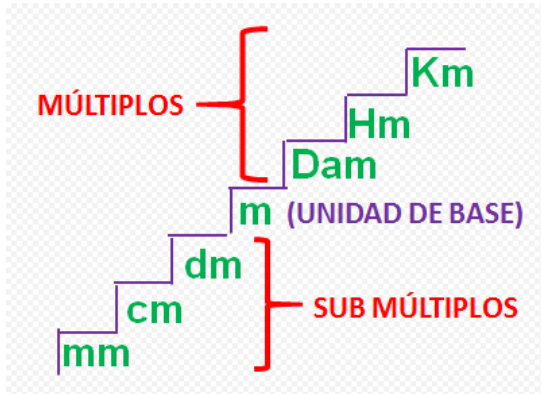 Km
MÚLTIPLOS
Hm
Dam
m (UNIDAD DE BASE)
dm
cm
SUB MÚLTIPLOS
mm